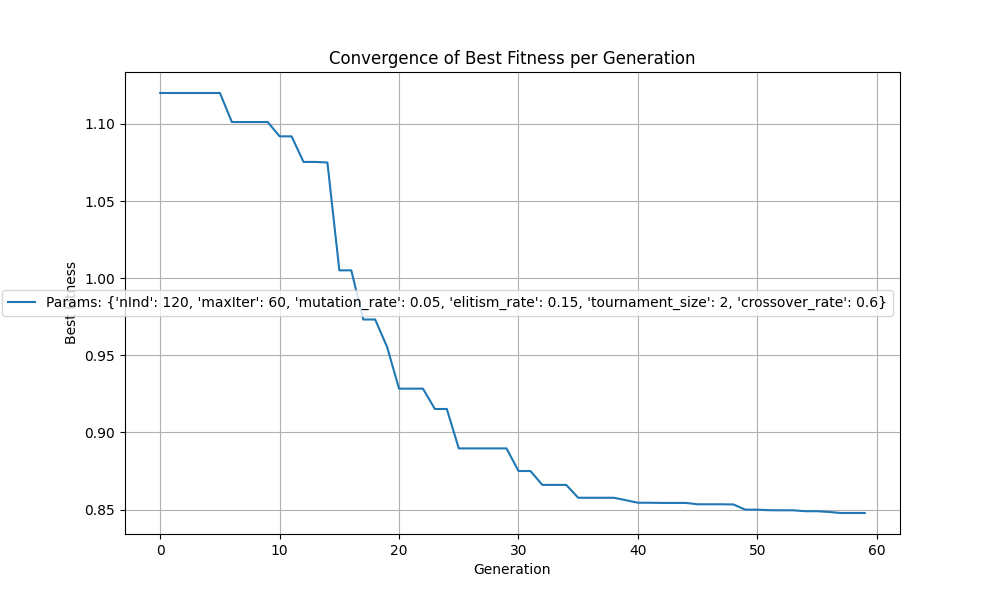 Convergence of Best Fitness per Generation
1.10
1.05
1.00
0.95
0.90
0.85
Best
Params: {'nInd': 120, 'maxIter': 60, 'mutation_rate': 0.05, 'elitism_rate': 0.15, 'tournament_size': 2, 'crossover_rate': 0.6}
0 10 20 30 40 50 60
Generation